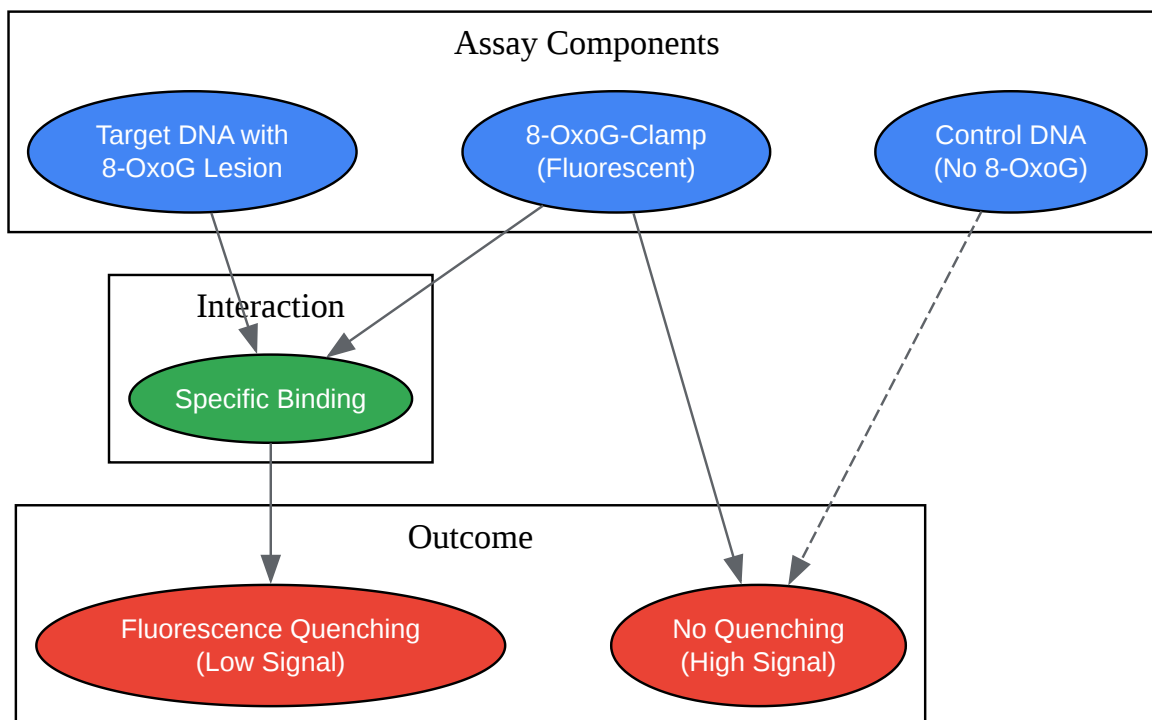 Assay Components
Target DNA with
8-OxoG Lesion
8-OxoG-Clamp
(Fluorescent)
Control DNA
(No 8-OxoG)
Interaction
Specific Binding
Outcome
Fluorescence Quenching
(Low Signal)
No Quenching
(High Signal)